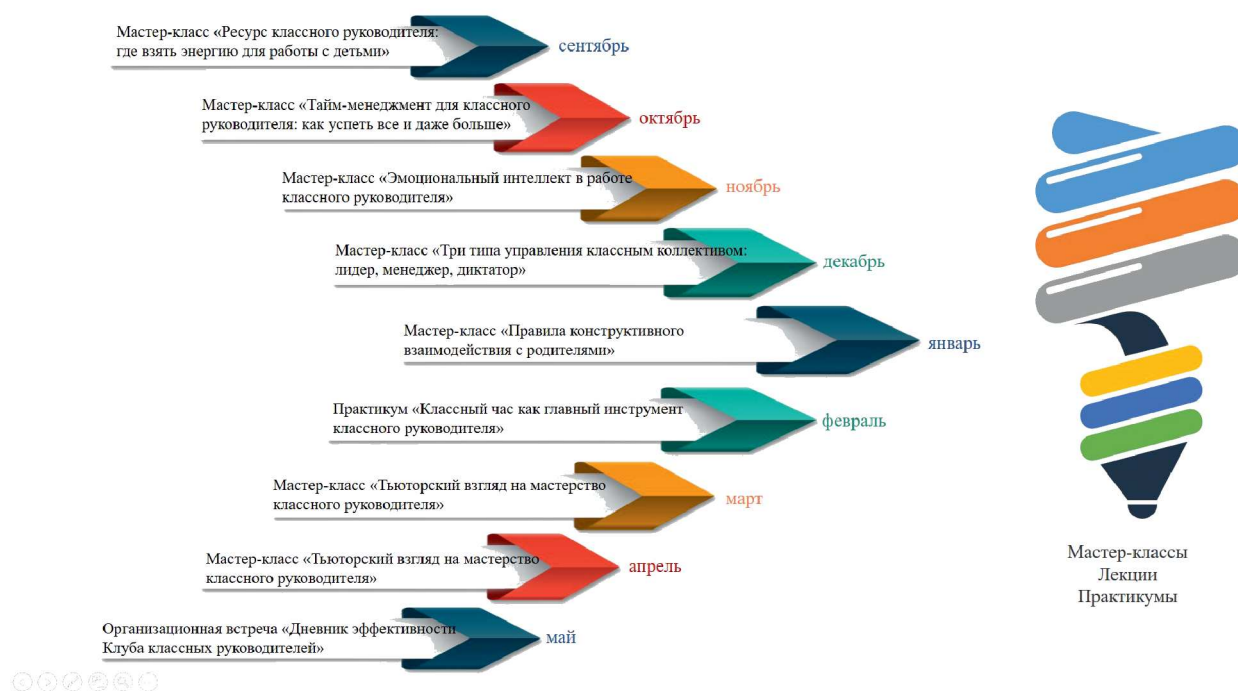 Мастер-класс «Ресурс классного руководителя:
где взять энергию для работы с детьми»
сентябрь
Мастер-класс «Тайм-менеджмент для классного
руководителя: как успеть все и даже больше»
октябрь
Мастер-класс «Эмоциональный интеллект в работе
классного руководителя»
ноябрь
Мастер-класс «Три типа управления классным коллективом:
лидер, менеджер, диктатор»
декабрь
Мастер-класс «Правила конструктивного
взаимодействия с родителями»
январь
Практикум «Классный час как главный инструмент
классного руководителя»
февраль
Мастер-класс «Тьюторский взгляд на мастерство
классного руководителя»
март
Мастер-класс «Тьюторский взгляд на мастерство
классного руководителя»
апрель
Организационная встреча «Дневник эффективности
Клуба классных руководителей»
май
Мастер-классы
Лекции
Практикумы